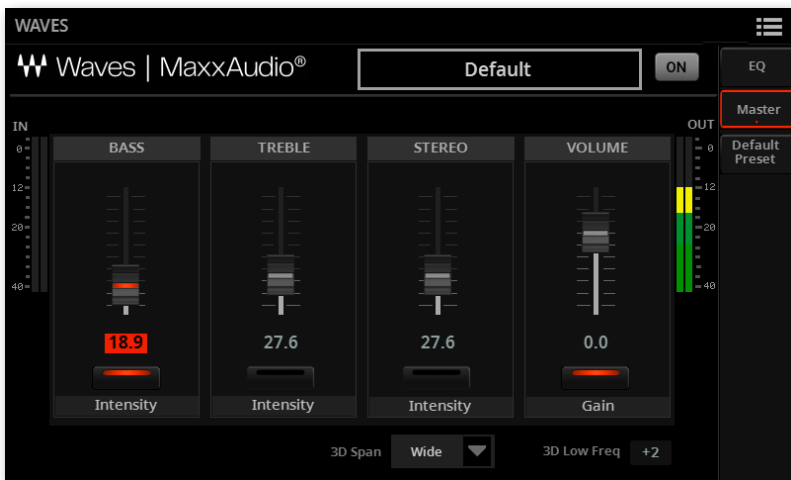 WAVES
Waves | MaxxAudio®
Default
ON
EQ
Master
Default
Preset
IN
OUT
0
12
20
40
BASS
TREBLE
STEREO
VOLUME
0
12
20
40
18.9
27.6
27.6
0.0
Intensity
Intensity
Intensity
Gain
3D Span
Wide
3D Low Freq
+2